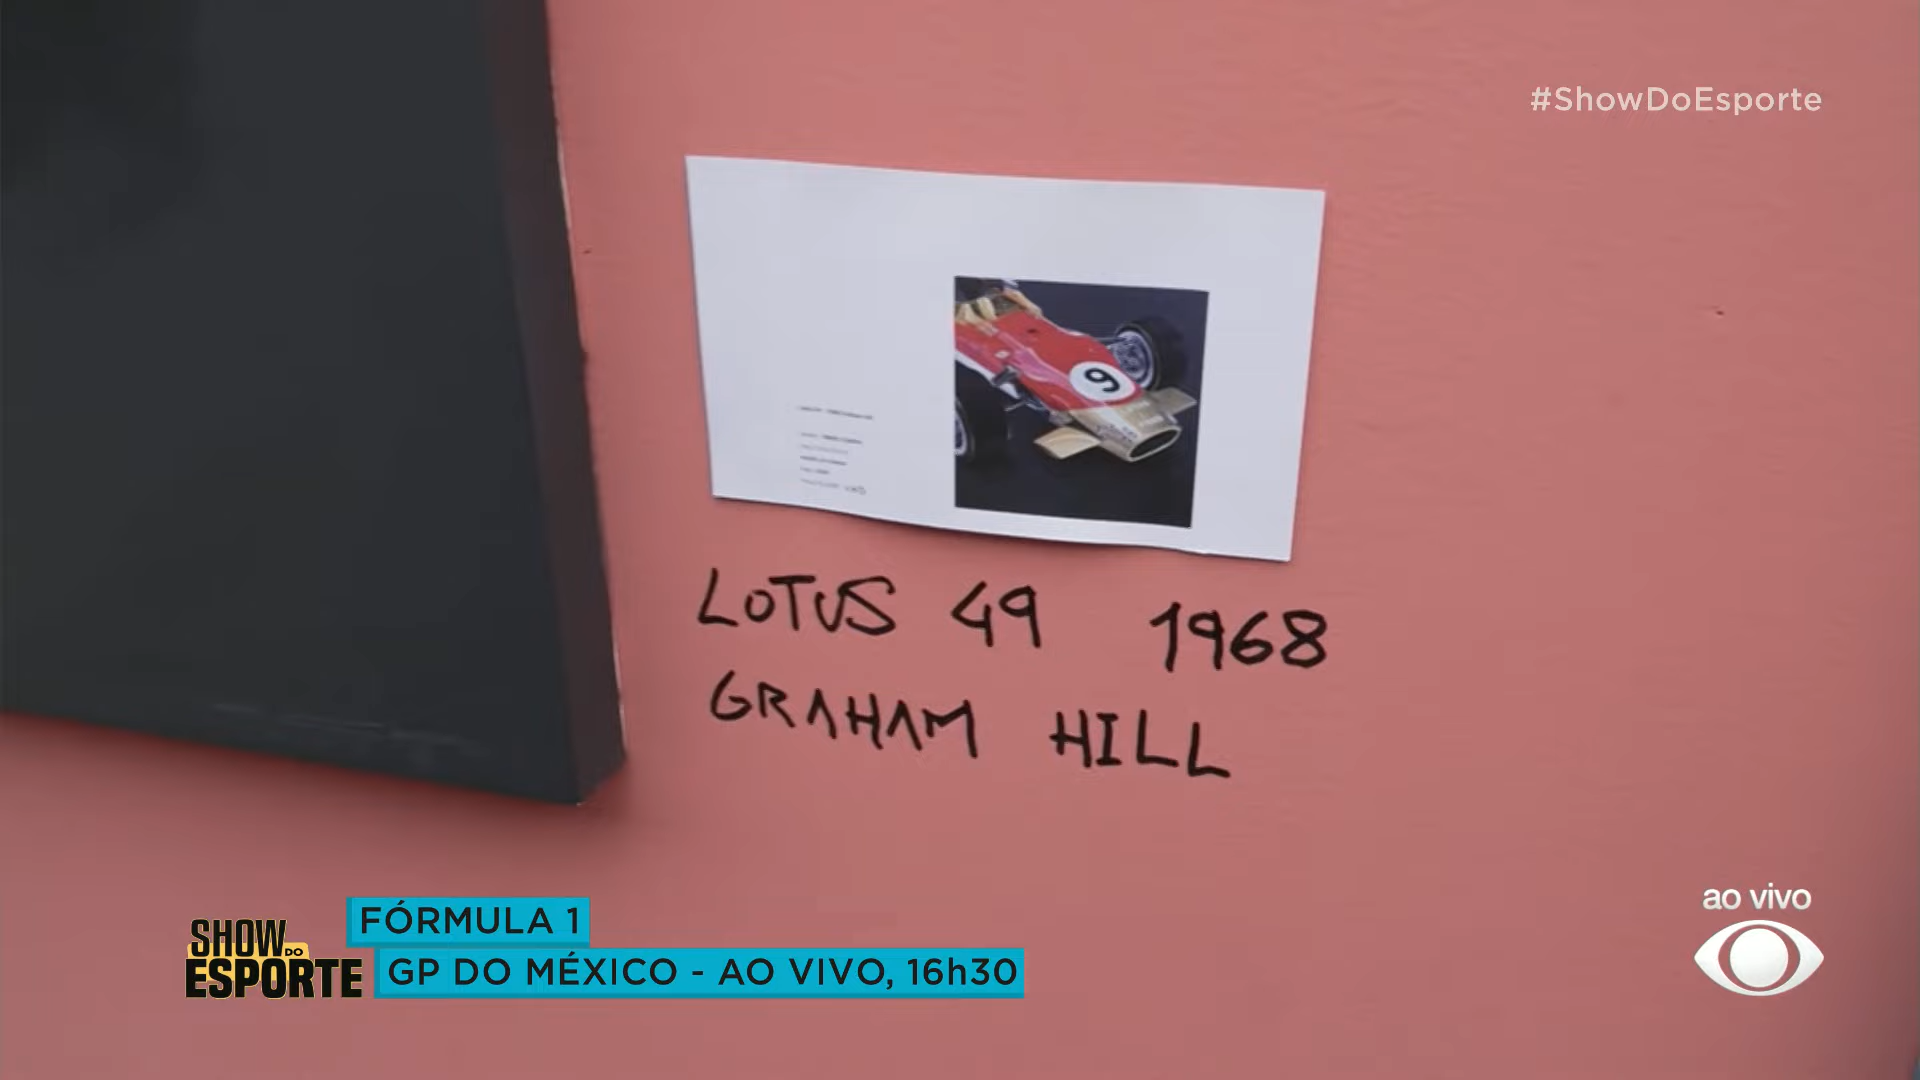 #ShowDoEsporte
9
LOTUS 49 1968
GRAHAM HILL
SHOW DO ESPORTE
FÓRMULA 1
GP DO MÉXICO - AO VIVO, 16h30
ao vivo